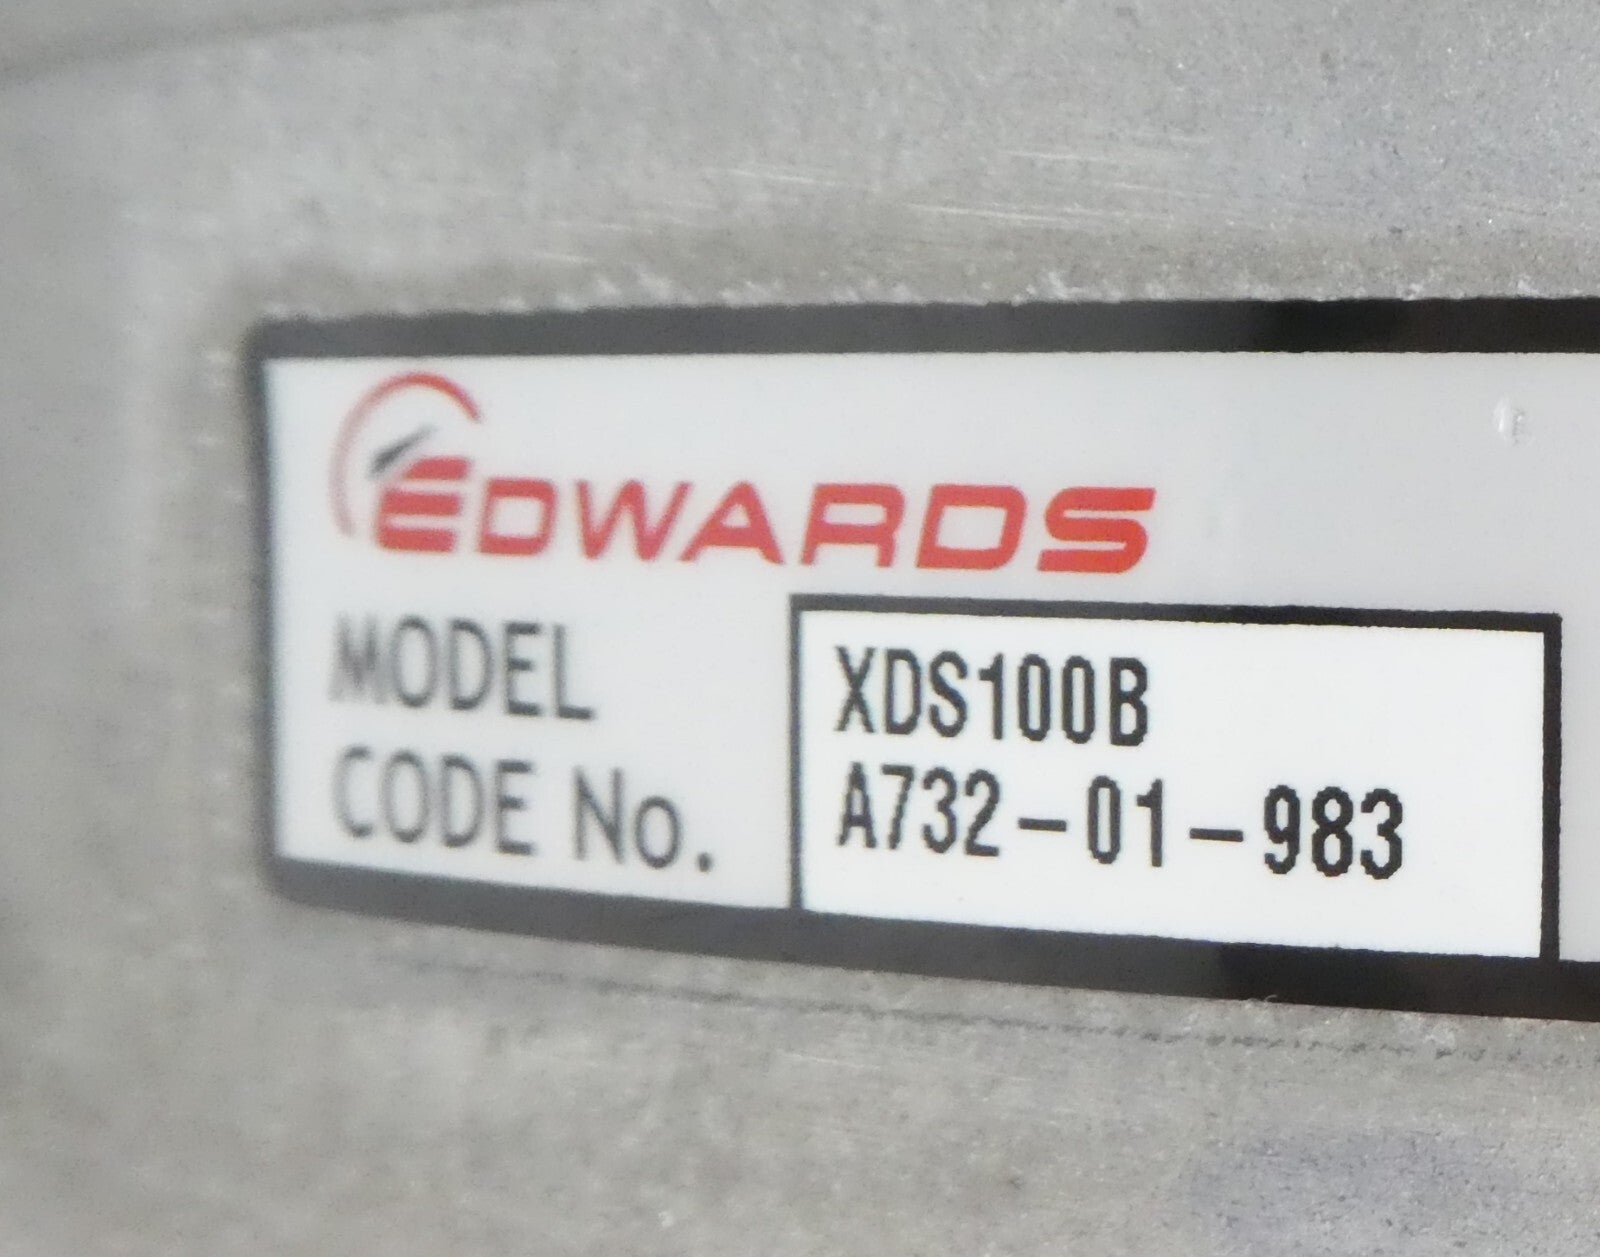 EDWARDS
MODEL XDS100B
CODE No. A732-01-983